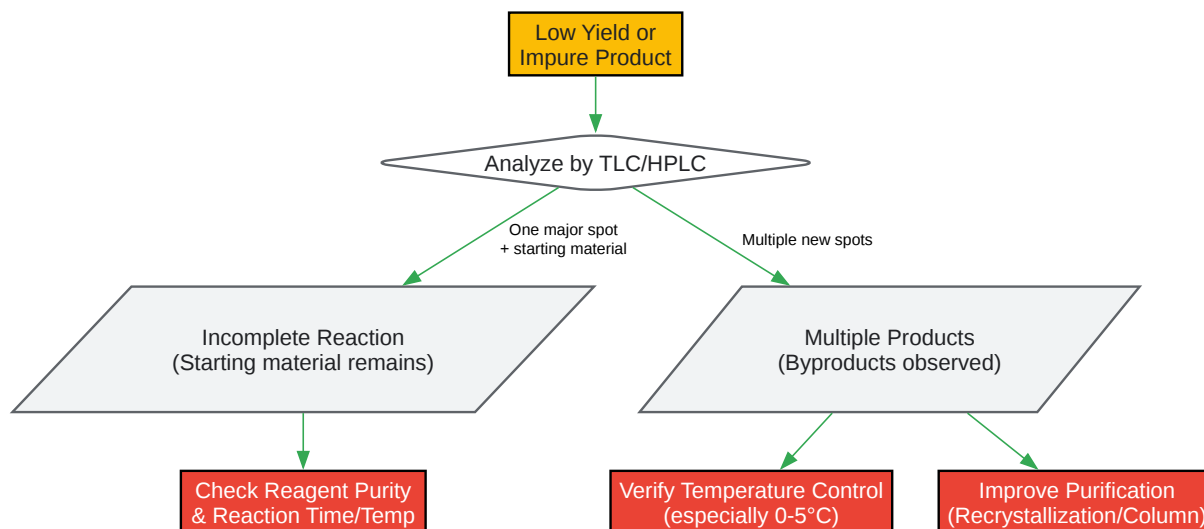 Low Yield or
Impure Product
Analyze by TLC/HPLC
One major spot
+ starting material
Multiple new spots
Incomplete Reaction
(Starting material remains)
Multiple Products
(Byproducts observed)
Check Reagent Purity
& Reaction Time/Temp
Verify Temperature Control
(especially 0-5°C)
Improve Purification
(Recrystallization/Column)